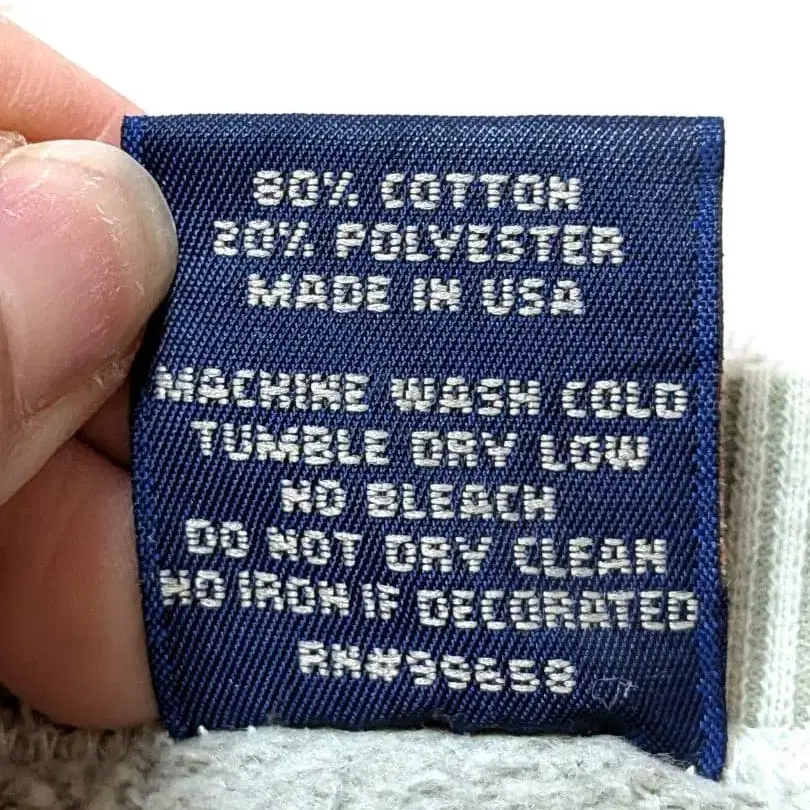 80% COTTON
20% POLYESTER
MADE IN USA
MACHINE WASH COLD
TUMBLE DRY LOW
NO BLEACH
DO NOT DRY CLEAN
NO IRON IF DECORATED
RN#99658